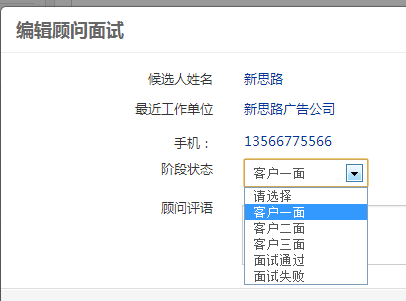 编辑顾问面试
候选人姓名 新思路
最近工作单位 新思路广告公司
手机： 13566775566
阶段状态 客户一面
顾问评语
请选择
客户一面
客户二面
客户三面
面试通过
面试失败